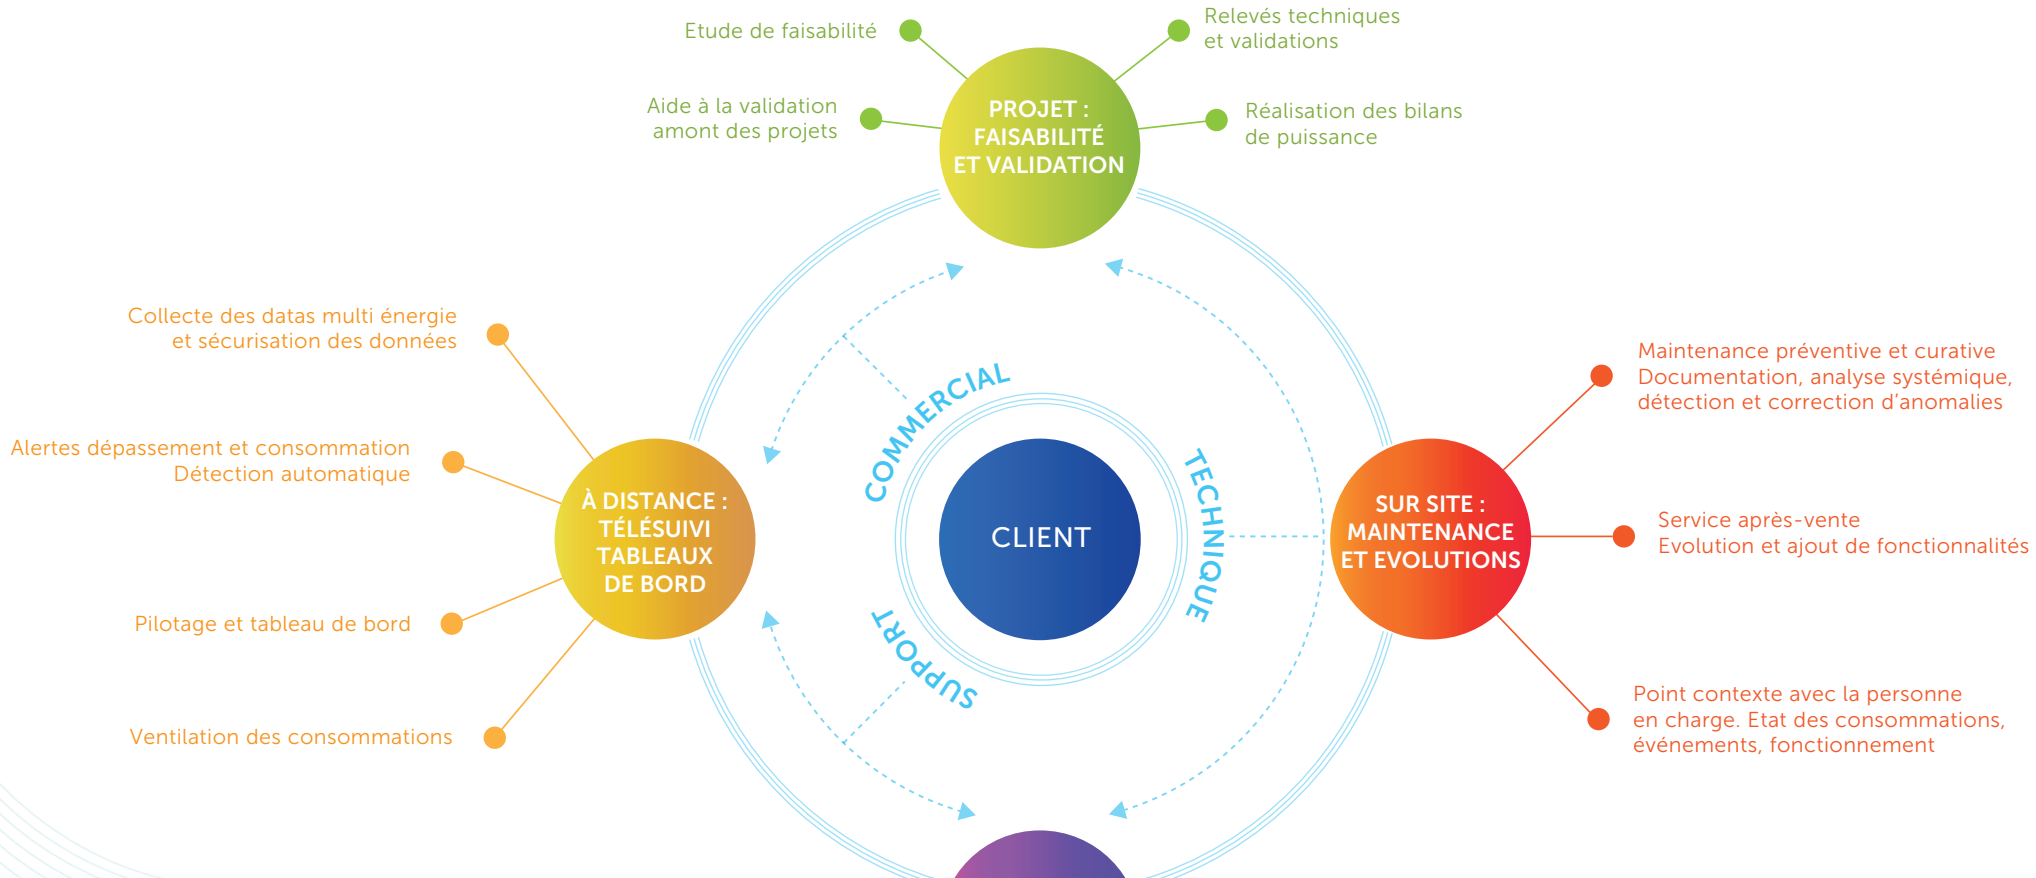 Etude de faisabilité
Aide à la validation
amont des projets
Relevés techniques
et validations
Réalisation des bilans
de puissance
PROJET :
FAISABILITÉ
ET VALIDATION
Collecte des datas multi énergie
et sécurisation des données
Alertes dépassement et consommation
Détection automatique
Pilotage et tableau de bord
Ventilation des consommations
À DISTANCE :
TÉLÉSUIVI
TABLEAUX
DE BORD
COMMERCIAL
TECHNIQUE
SUPPORT
CLIENT
SUR SITE :
MAINTENANCE
ET EVOLUTIONS
Maintenance préventive et curative
Documentation, analyse systémique,
détection et correction d’anomalies
Service après-vente
Evolution et ajout de fonctionnalités
Point contexte avec la personne
en charge. Etat des consommations,
événements, fonctionnement